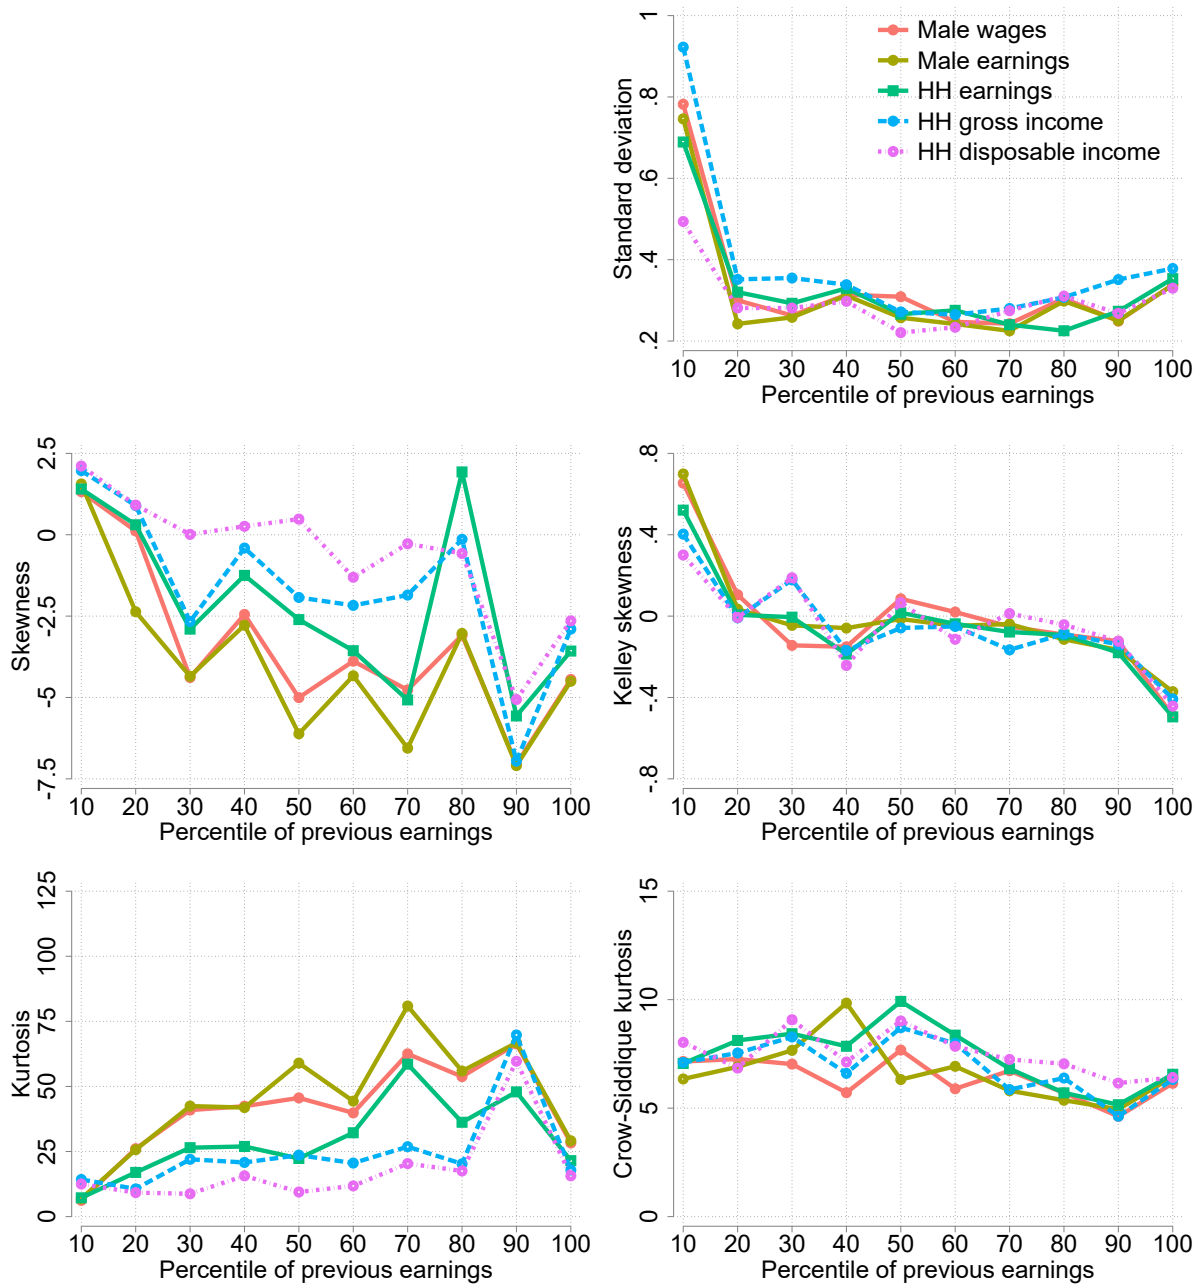 1
.8
.6
.4
.2
Standard deviation
Male wages
Male earnings
HH earnings
HH gross income
HH disposable income
10 20 30 40 50 60 70 80 90 100
Percentile of previous earnings
2.5
0
-2.5
-5
-7.5
Skewness
10 20 30 40 50 60 70 80 90 100
Percentile of previous earnings
.8
.4
0
-.4
-.8
Kelley skewness
10 20 30 40 50 60 70 80 90 100
Percentile of previous earnings
125
100
75
50
25
0
Kurtosis
10 20 30 40 50 60 70 80 90 100
Percentile of previous earnings
15
10
5
0
Crow-Siddique kurtosis
10 20 30 40 50 60 70 80 90 100
Percentile of previous earnings